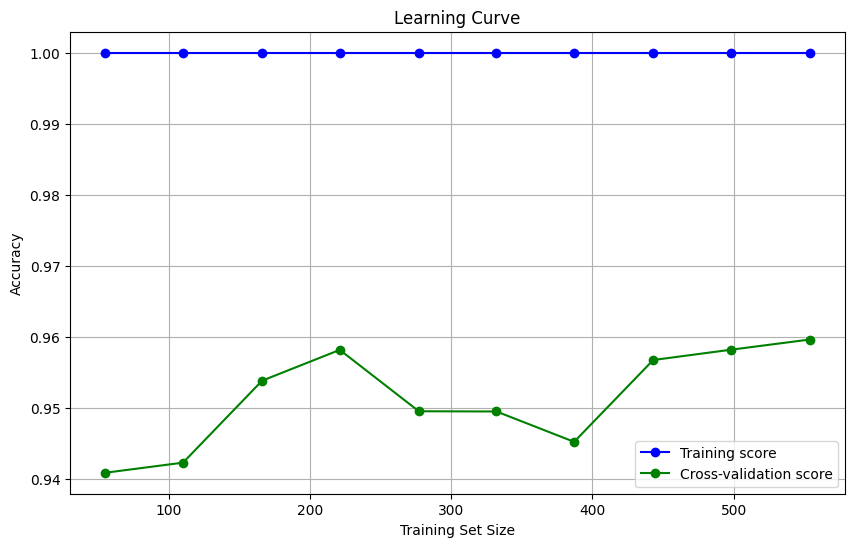 Learning Curve
1.00
0.99
0.98
0.97
0.96
0.95
0.94
Accuracy
100
200
300
400
500
Training Set Size
Training score
Cross-validation score